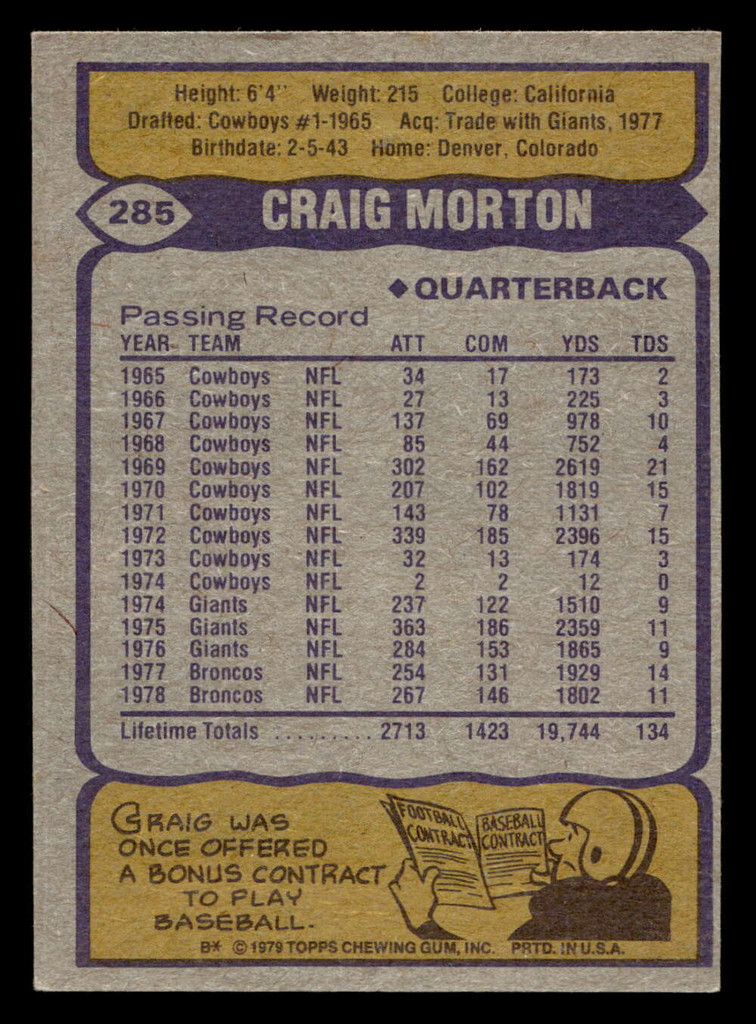 Height: 6'4" Weight: 215 College: California
Drafted: Cowboys #1-1965 Acq: Trade with Giants, 1977
Birthdate: 2-5-43 Home: Denver, Colorado
285 CRAIG MORTON
◆QUARTERBACK
Passing Record
YEAR TEAM ATT COM YDS TDS
1965 Cowboys NFL 34 17 173 2
1966 Cowboys NFL 27 13 225 3
1967 Cowboys NFL 137 69 978 10
1968 Cowboys NFL 85 44 752 4
1969 Cowboys NFL 302 162 2619 21
1970 Cowboys NFL 207 102 1819 15
1971 Cowboys NFL 143 78 1131 7
1972 Cowboys NFL 339 185 2396 15
1973 Cowboys NFL 32 13 174 3
1974 Cowboys NFL 2 2 12 0
1974 Giants NFL 237 122 1510 9
1975 Giants NFL 363 186 2359 11
1976 Giants NFL 284 153 1865 9
1977 Broncos NFL 254 131 1929 14
1978 Broncos NFL 267 146 1802 11
Lifetime Totals ......... 2713 1423 19,744 134
CRAIG WAS
ONCE OFFERED
A BONUS CONTRACT
TO PLAY
BASEBALL.
FOOTBALL
CONTRACT
BASEBALL
CONTRACT
B* © 1979 TOPPS CHEWING GUM, INC. PRTD. IN U.S.A.